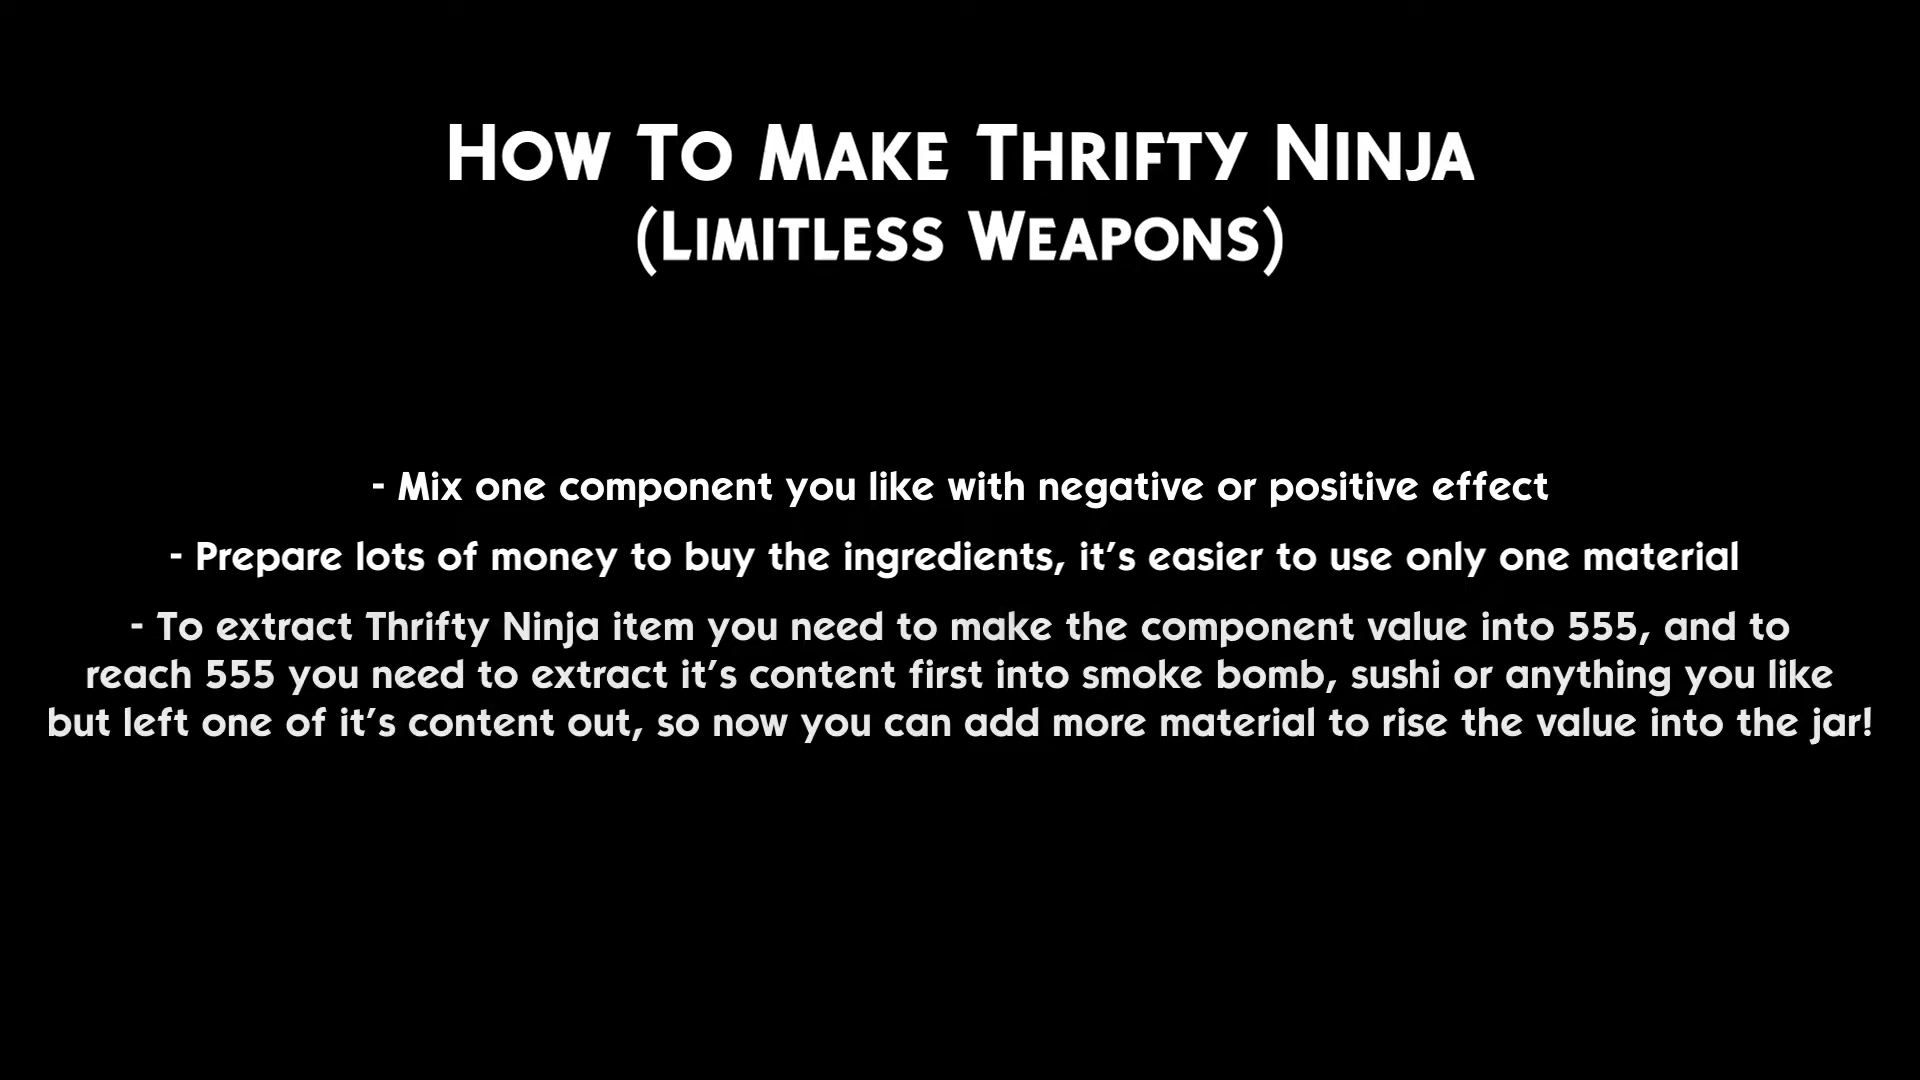 How To Make Thrifty Ninja
(Limitless Weapons)
- Mix one component you like with negative or positive effect
- Prepare lots of money to buy the ingredients, it's easier to use only one material
- To extract Thrifty Ninja item you need to make the component value into 555, and to
reach 555 you need to extract it's content first into smoke bomb, sushi or anything you like
but left one of it's content out, so now you can add more material to rise the value into the jar!